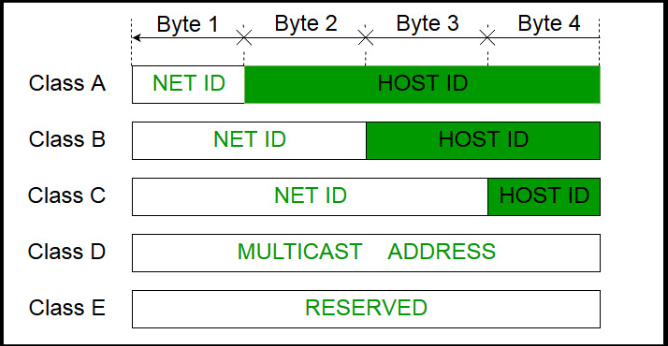 Byte 1 Byte 2 Byte 3 Byte 4
Class A NET ID HOST ID
Class B NET ID HOST ID
Class C NET ID HOST ID
Class D MULTICAST ADDRESS
Class E RESERVED